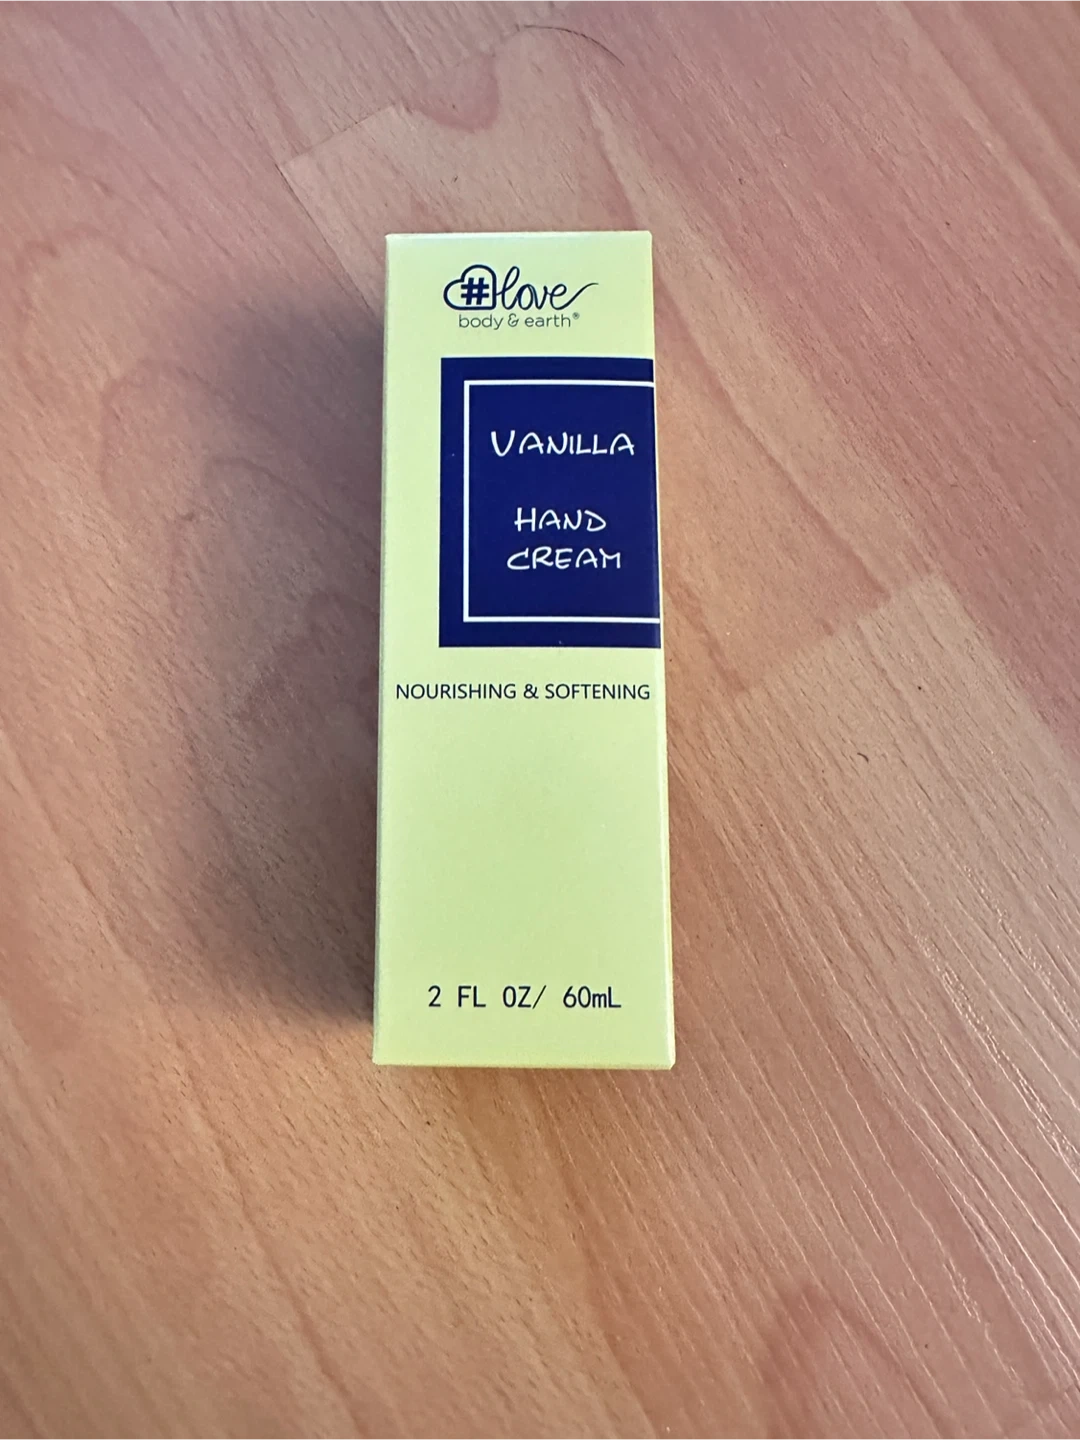 #love
body & earth®
VANILLA
HAND
CREAM
NOURISHING & SOFTENING
2 FL OZ/ 60mL